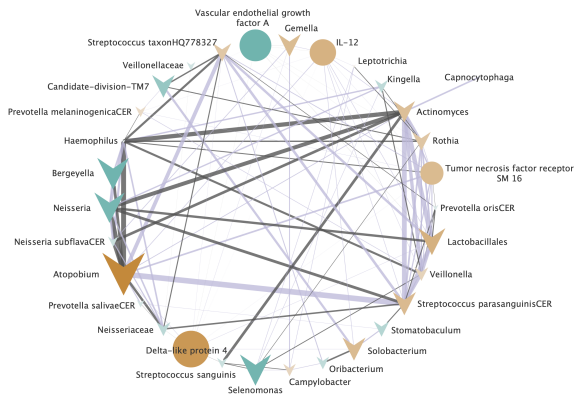 Vascular endothelial growth
factor A
Gemella
IL-12
Streptococcus taxonHQ778327
Leptotrichia
Veillonellaceae
Kingella
Capnocytophaga
Candidate-division-TM7
Prevotella melaninogenicaCER
Actinomyces
Haemophilus
Rothia
Bergeyella
Tumor necrosis factor receptor
SM 16
Neisseria
Prevotella orisCER
Neisseria subflavaCER
Lactobacillales
Atopobium
Veillonella
Prevotella salivaeCER
Streptococcus parasanguinisCER
Neisseriaceae
Stomatobaculum
Delta-like protein 4
Solobacterium
Streptococcus sanguinis
Oribacterium
Selenomonas
Campylobacter